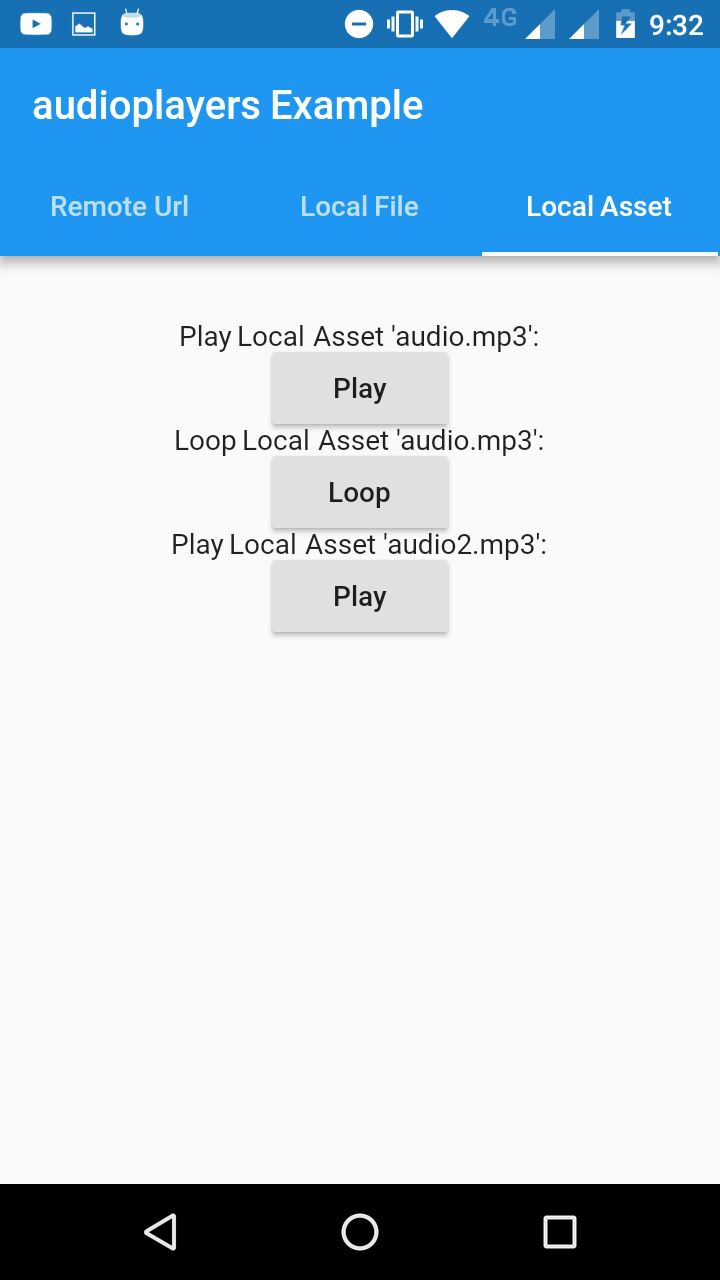 4G 9:32
audioplayers Example
Remote Url Local File Local Asset
Play Local Asset 'audio.mp3':
Play
Loop Local Asset 'audio.mp3':
Loop
Play Local Asset 'audio2.mp3':
Play